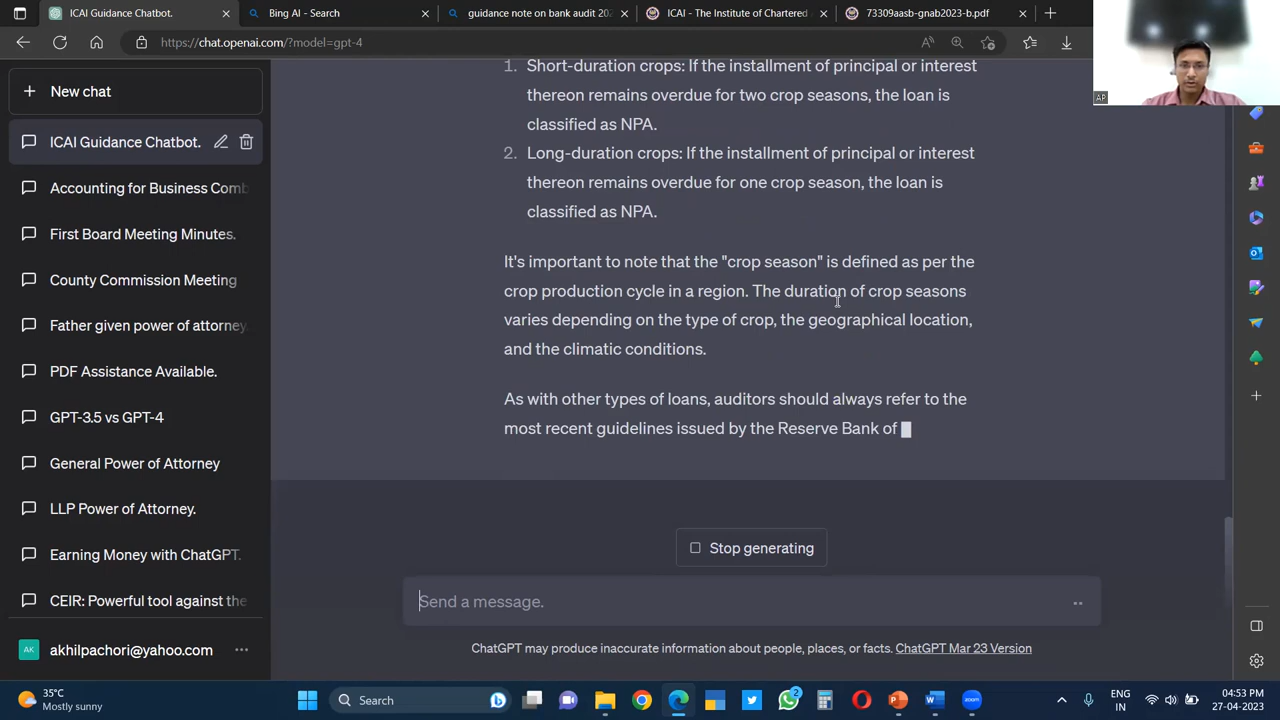 ICAI Guidance Chatbot.
Bing AI - Search
guidance note on bank audit 202
ICAI - The Institute of Chartered
73309aasb-gnab2023-b.pdf
https://chat.openai.com/?model=gpt-4
AP
New chat
ICAI Guidance Chatbot.
Accounting for Business Comb
First Board Meeting Minutes.
County Commission Meeting
Father given power of attorney
PDF Assistance Available.
GPT-3.5 vs GPT-4
General Power of Attorney
LLP Power of Attorney.
Earning Money with ChatGPT.
CEIR: Powerful tool against the
AK akhilpachori@yahoo.com
1. Short-duration crops: If the installment of principal or interest
thereon remains overdue for two crop seasons, the loan is
classified as NPA.
2. Long-duration crops: If the installment of principal or interest
thereon remains overdue for one crop season, the loan is
classified as NPA.
It's important to note that the "crop season" is defined as per the
crop production cycle in a region. The duration of crop seasons
varies depending on the type of crop, the geographical location,
and the climatic conditions.
As with other types of loans, auditors should always refer to the
most recent guidelines issued by the Reserve Bank of
Stop generating
Send a message.
ChatGPT may produce inaccurate information about people, places, or facts. ChatGPT Mar 23 Version
35°C
Mostly sunny
Search
2
zoom
ENG
IN
04:53 PM
27-04-2023